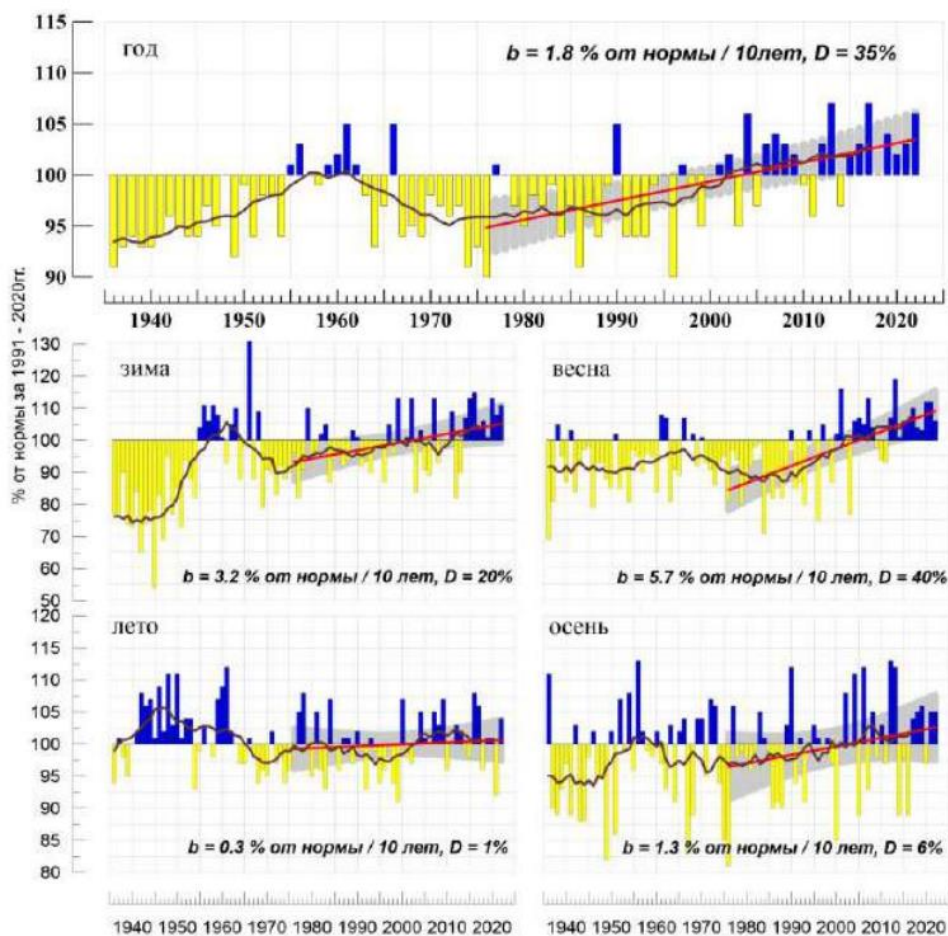 115
год
b = 1.8 % от нормы / 10лет, D = 35%
110
105
100
95
90
1940 1950 1960 1970 1980 1990 2000 2010 2020
% от нормы за 1991 - 2020гг.
130
зима
весна
120
110
100
90
80
70
60
b = 3.2 % от нормы / 10 лет, D = 20%
b = 5.7 % от нормы / 10 лет, D = 40%
50
120
лето
осень
115
110
105
100
95
90
85
b = 0.3 % от нормы / 10 лет, D = 1%
b = 1.3 % от нормы / 10 лет, D = 6%
80
1940 1950 1960 1970 1980 1990 2000 2010 2020
1940 1950 1960 1970 1980 1990 2000 2010 2020